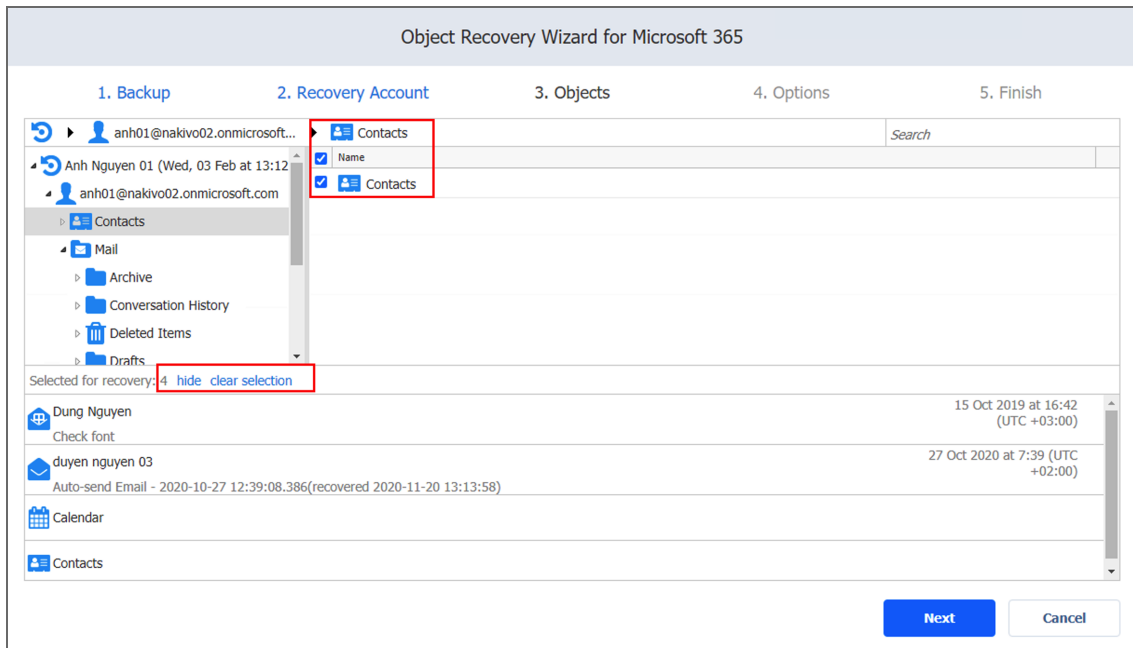 Object Recovery Wizard for Microsoft 365
1. Backup 2. Recovery Account 3. Objects 4. Options 5. Finish
anh01@nakivo02.onmicrosoft... Contacts Search
Anh Nguyen 01 (Wed, 03 Feb at 13:12 Name
anh01@nakivo02.onmicrosoft.com Contacts
Contacts
Mail
Archive
Conversation History
Deleted Items
Drafts
Selected for recovery: 4 hide clear selection
Dung Nguyen 15 Oct 2019 at 16:42
(UTC +03:00)
Check font
duyen nguyen 03 27 Oct 2020 at 7:39 (UTC
+02:00)
Auto-send Email - 2020-10-27 12:39:08.386(recovered 2020-11-20 13:13:58)
Calendar
Contacts
Next Cancel